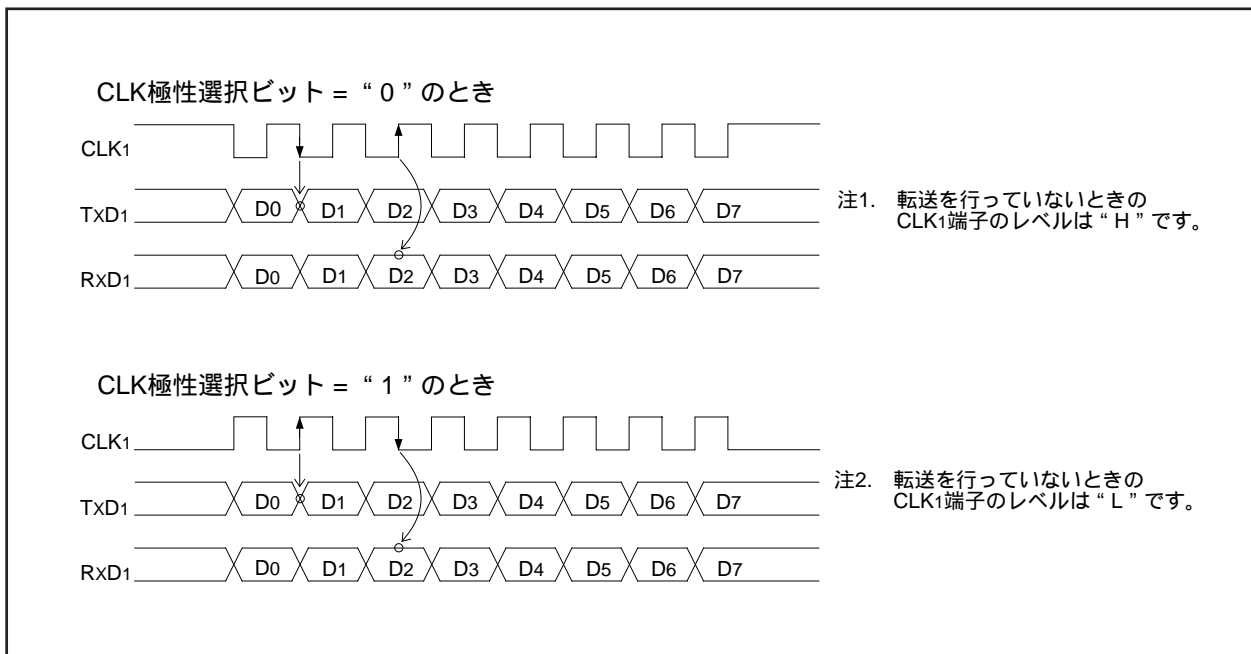 CLK極性選択ビット = “ 0 ” のとき
CLK1
TXD1 D0 D1 D2 D3 D4 D5 D6 D7
RXD1 D0 D1 D2 D3 D4 D5 D6 D7
注1. 転送を行っていないときの
CLK1端子のレベルは “ H ” です。
CLK極性選択ビット = “ 1 ” のとき
CLK1
TXD1 D0 D1 D2 D3 D4 D5 D6 D7
RXD1 D0 D1 D2 D3 D4 D5 D6 D7
注2. 転送を行っていないときの
CLK1端子のレベルは “ L ” です。